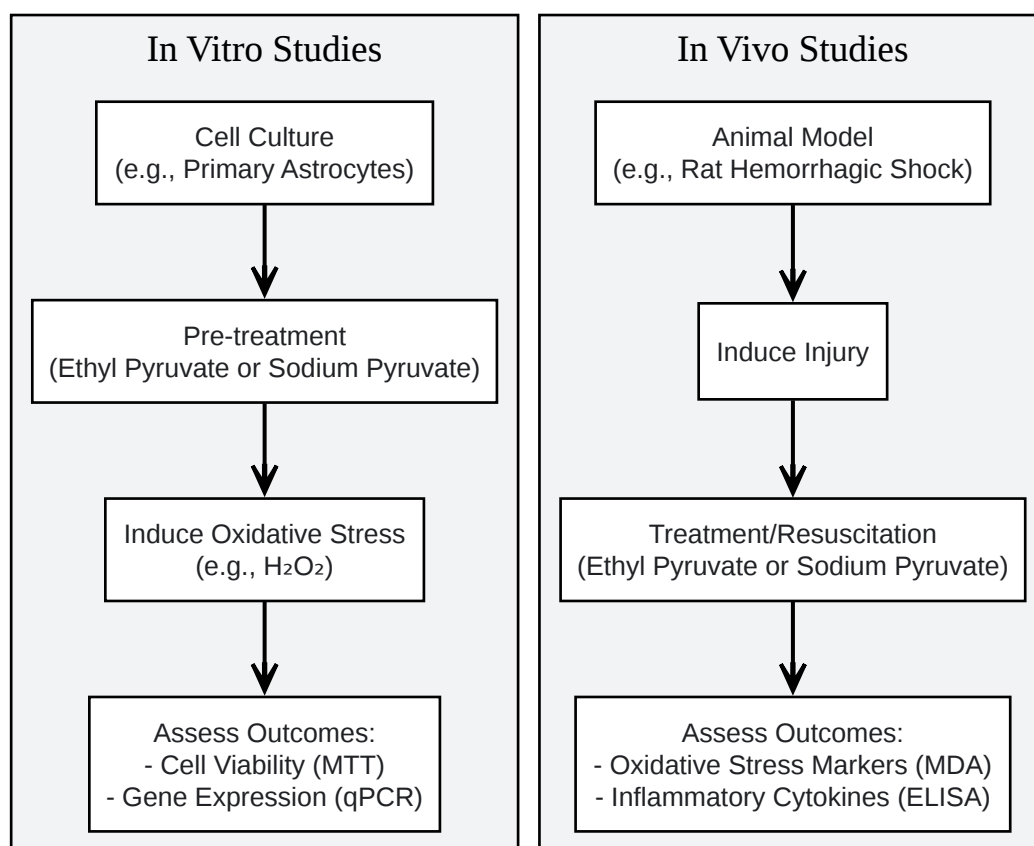 In Vitro Studies
Cell Culture
(e.g., Primary Astrocytes)
Pre-treatment
(Ethyl Pyruvate or Sodium Pyruvate)
Induce Oxidative Stress
(e.g., H₂O₂)
Assess Outcomes:
- Cell Viability (MTT)
- Gene Expression (qPCR)
In Vivo Studies
Animal Model
(e.g., Rat Hemorrhagic Shock)
Induce Injury
Treatment/Resuscitation
(Ethyl Pyruvate or Sodium Pyruvate)
Assess Outcomes:
- Oxidative Stress Markers (MDA)
- Inflammatory Cytokines (ELISA)